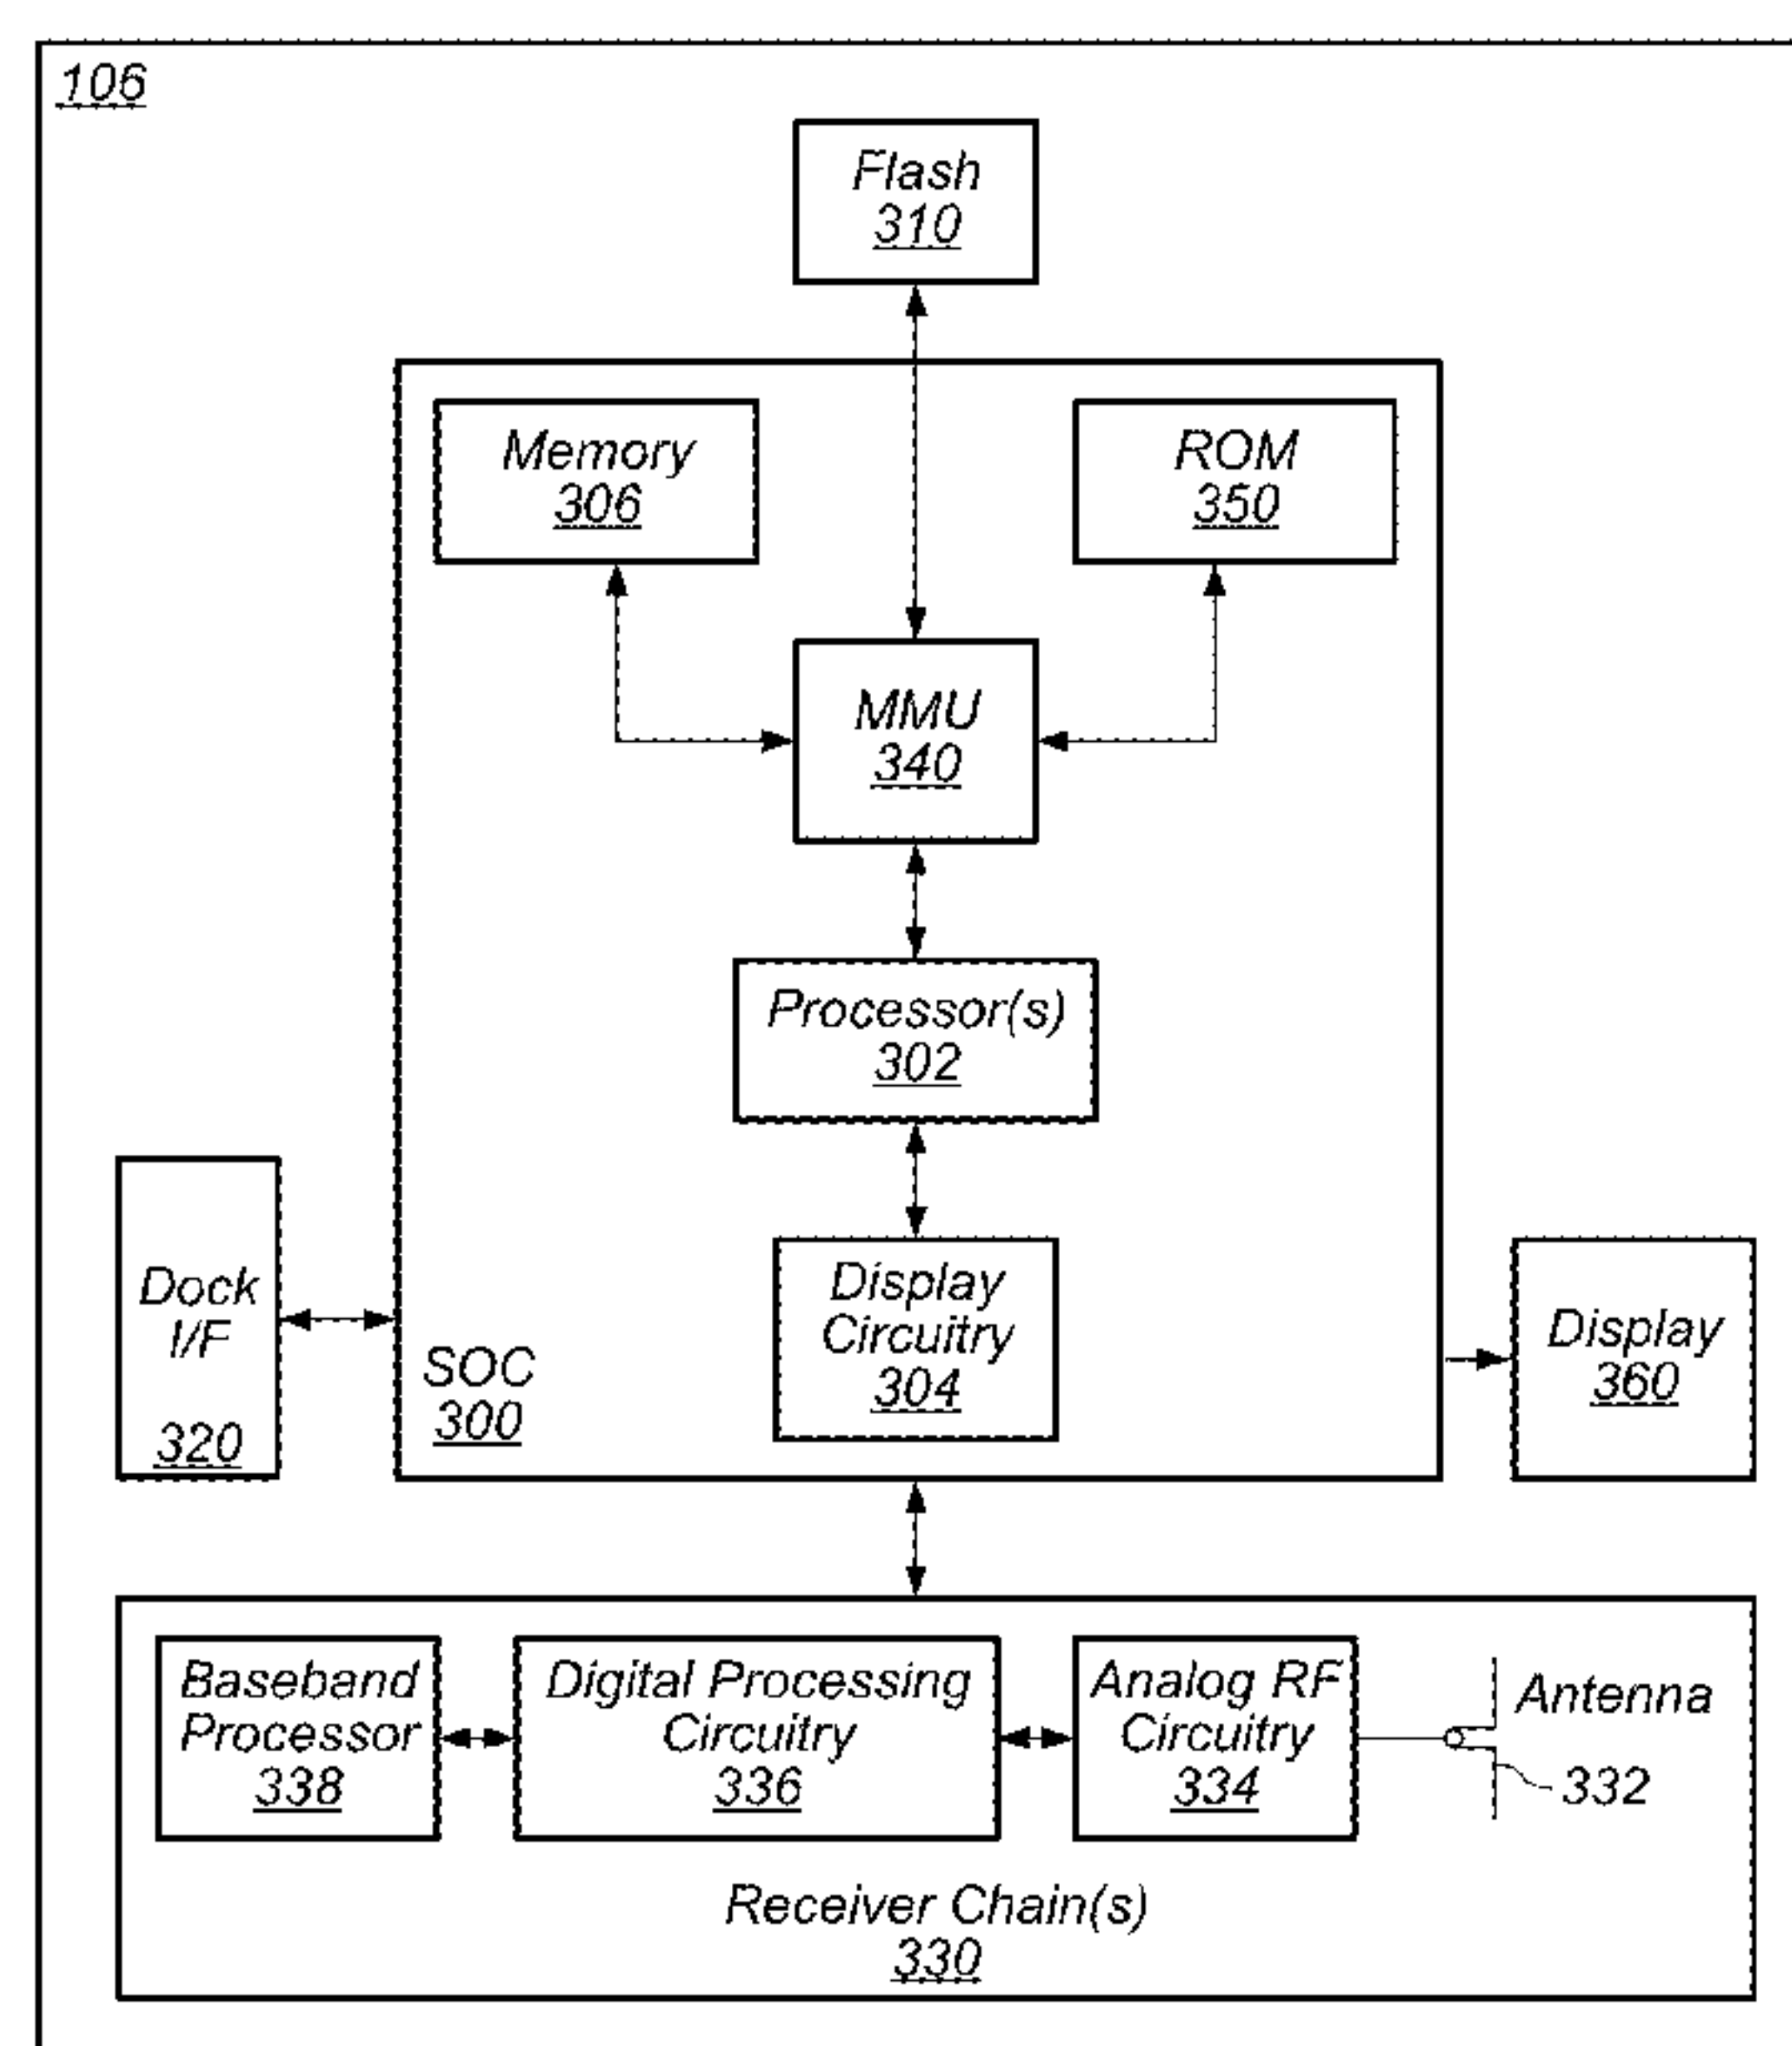 106
Flash
310
Memory
306
ROM
350
MMU
340
Processor(s)
302
Display
Circuitry
304
Dock
I/F
320
SOC
300
Display
360
Baseband
Processor
338
Digital Processing
Circuitry
336
Analog RF
Circuitry
334
Antenna
332
Receiver Chain(s)
330